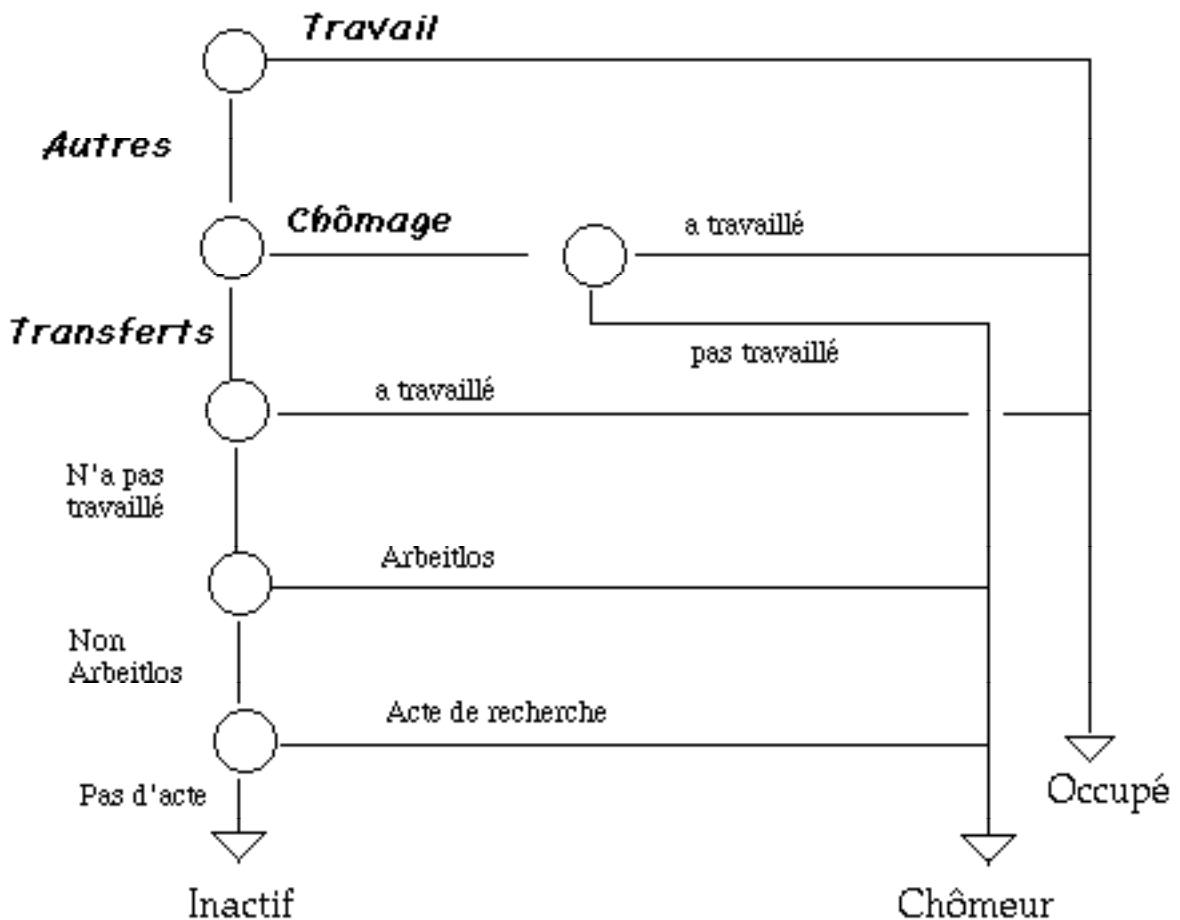 Travail
Autres
Chômage
a travaillé
Transferts
pas travaillé
a travaillé
N'a pas
travaillé
Arbeitlos
Non
Arbeitlos
Acte de recherche
Pas d'acte
Occupé
Inactif
Chômeur